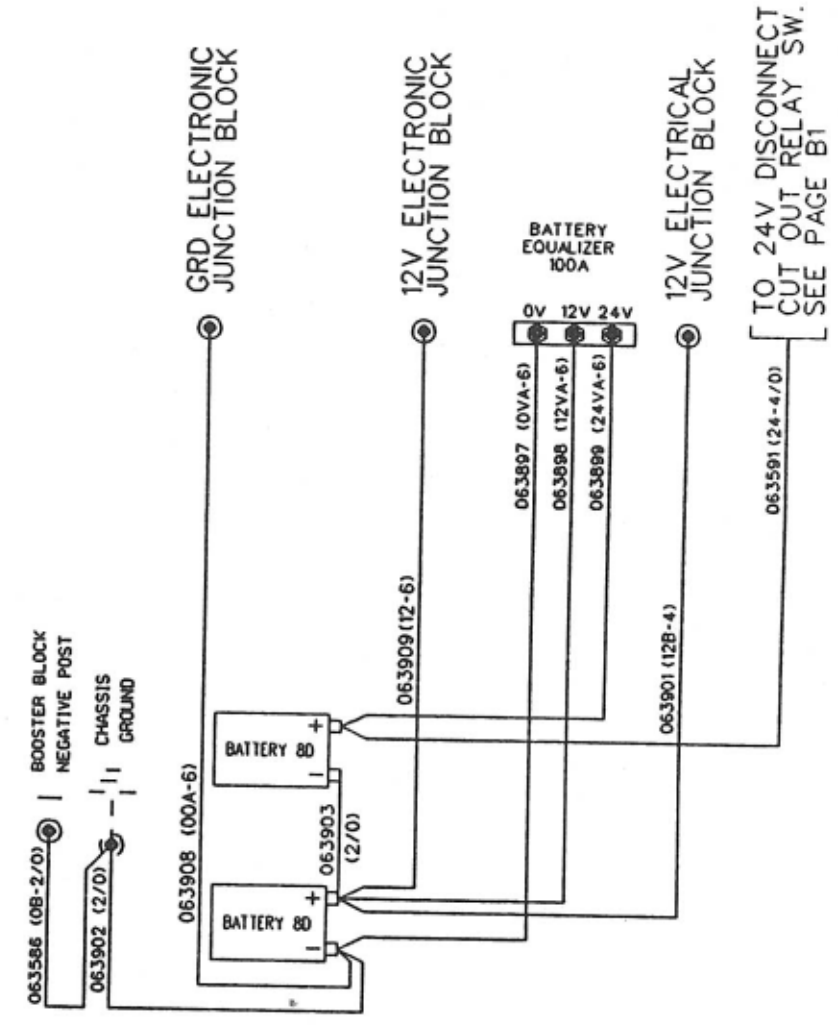 GRD ELECTRONIC
JUNCTION BLOCK
12V ELECTRONIC
JUNCTION BLOCK
BATTERY
EQUALIZER
100A
0V 12V 24V
12V ELECTRICAL
JUNCTION BLOCK
TO 24V DISCONNECT
CUT OUT RELAY SW.
SEE PAGE B1
063897 (0VA-6)
063898 (12VA-6)
063899 (24VA-6)
063591 (24-4/0)
BOOSTER BLOCK
NEGATIVE POST
CHASSIS
GROUND
063909 (12-6)
063901 (12B-4)
063586 (0B-2/0)
063902 (2/0)
063908 (00A-6)
BATTERY 8D
- +
063903
(2/0)
BATTERY 8D
- +